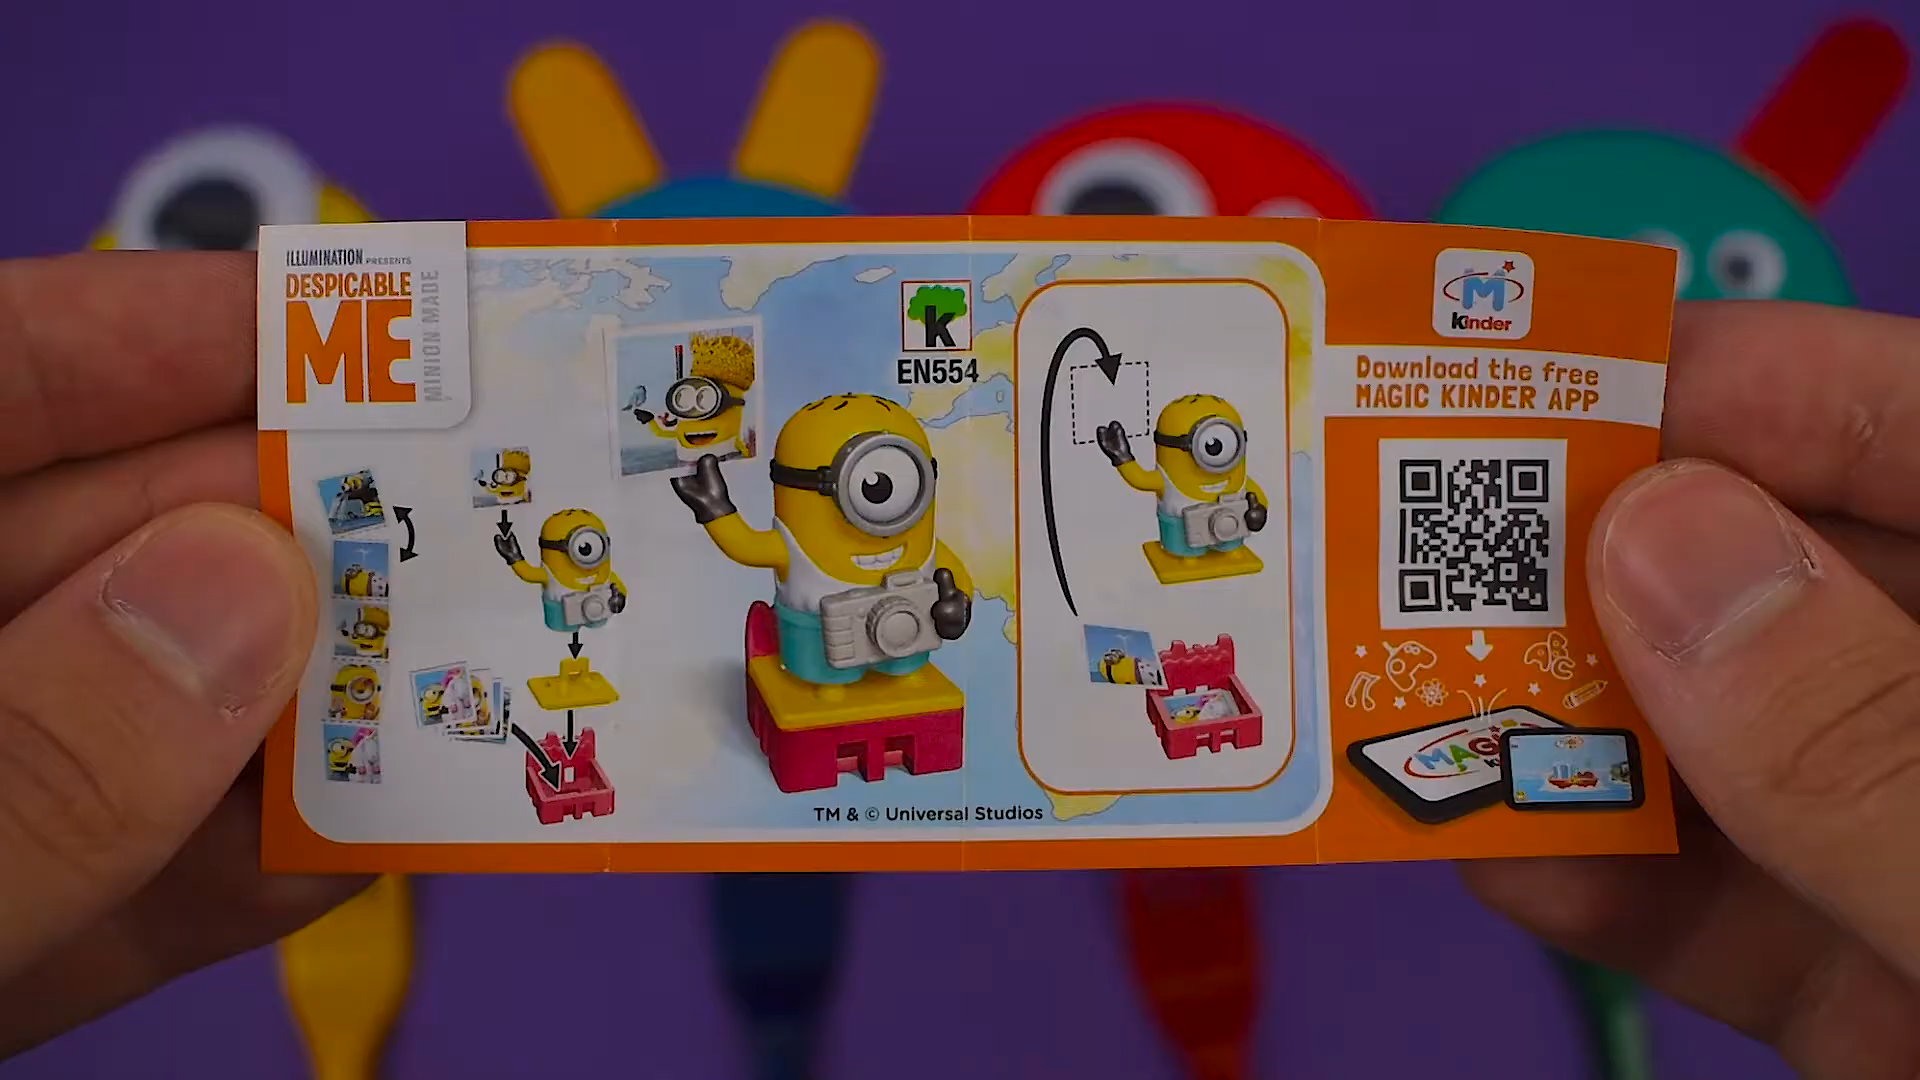 ILLUMINATION PRESENTS
DESPICABLE
ME
MINION MADE
K
EN554
TM & © Universal Studios
M
Kinder
Download the free
MAGIC KINDER APP